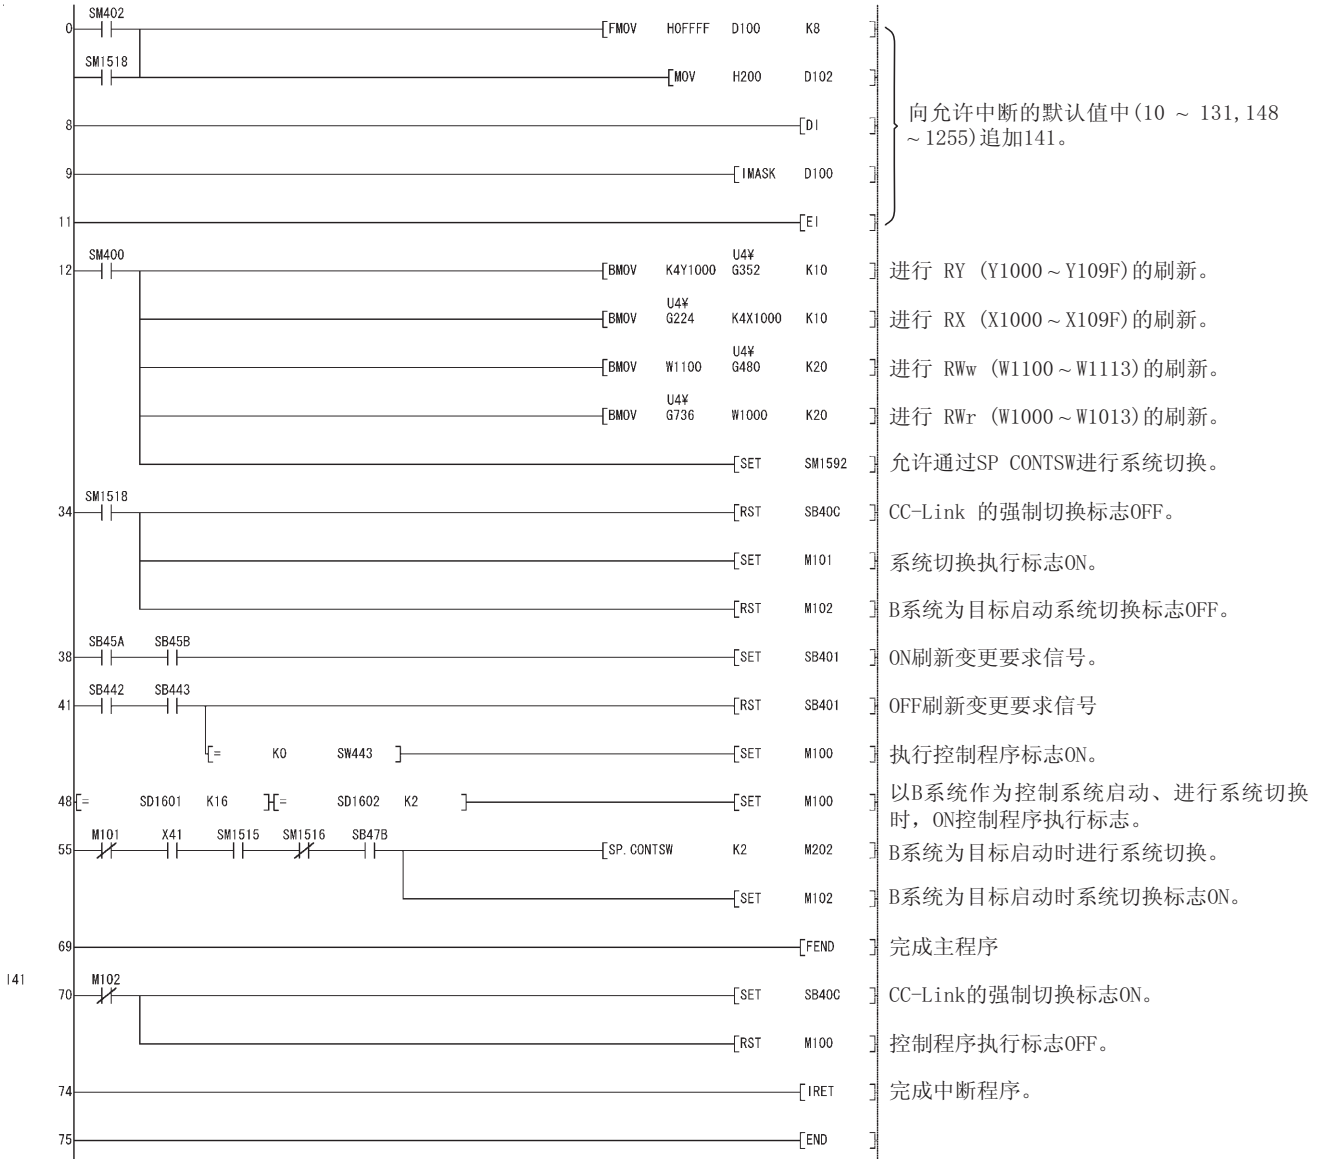 SM402
0 [FMOV H0FFFF D100 K8 ]
SM1518
[MOV H200 D102 ]
向允许中断的默认值中(10 ~ 131,148
~1255)追加141。
8 [DI ]
9 [IMASK D100 ]
11 [EI ]
SM400 U4¥
12 [BMOV K4Y1000 G352 K10 ] 进行 RY (Y1000~Y109F)的刷新。
U4¥
[BMOV G224 K4X1000 K10 ] 进行 RX (X1000~X109F)的刷新。
U4¥
[BMOV W1100 G480 K20 ] 进行 RWw (W1100~W1113)的刷新。
U4¥
[BMOV G736 W1000 K20 ] 进行 RWr (W1000~W1013)的刷新。
[SET SM1592 ] 允许通过SP CONTSW进行系统切换。
SM1518
34 [RST SB40C ] CC-Link 的强制切换标志OFF。
[SET M101 ] 系统切换执行标志ON。
[RST M102 ] B系统为目标启动系统切换标志OFF。
SB45A SB45B
38 [SET SB401 ] ON刷新变更要求信号。
SB442 SB443
41 [RST SB401 ] OFF刷新变更要求信号
[= K0 SW443 ] [SET M100 ] 执行控制程序标志ON。
48 [= SD1601 K16 ] [= SD1602 K2 ] [SET M100 ] 以B系统作为控制系统启动、进行系统切换
时，ON控制程序执行标志。
M101 X41 SM1515 SM1516 SB47B
55 [SP.CONTSW K2 M202 ] B系统为目标启动时进行系统切换。
[SET M102 ] B系统为目标启动时系统切换标志ON。
69 [FEND ] 完成主程序
I41 M102
70 [SET SB40C ] CC-Link的强制切换标志ON。
[RST M100 ] 控制程序执行标志OFF。
74 [IRET ] 完成中断程序。
75 [END ]